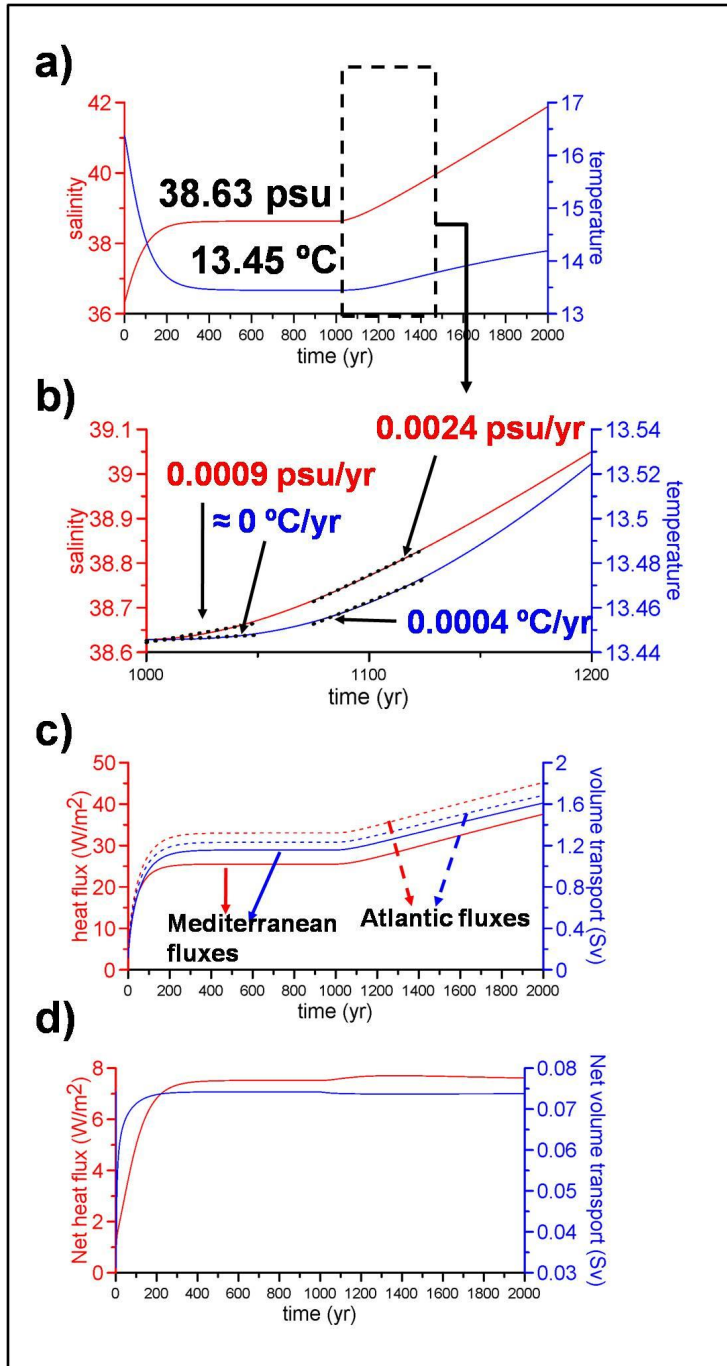 a)
42
40
38
36
salinity
38.63 psu
13.45 ºC
17
16
15
14
13
temperature
0 200 400 600 800 1000 1200 1400 1600 1800 2000
time (yr)
b)
39.1
39
38.9
38.8
38.7
38.6
salinity
0.0009 psu/yr
≈ 0 ºC/yr
0.0024 psu/yr
0.0004 ºC/yr
13.54
13.52
13.5
13.48
13.46
13.44
temperature
1000 1100 1200
time (yr)
c)
50
40
30
20
10
0
heat flux (W/m²)
Mediterranean
fluxes
Atlantic fluxes
2
1.6
1.2
0.8
0.4
0
volume transport (Sv)
0 200 400 600 800 1000 1200 1400 1600 1800 2000
time (yr)
d)
8
6
4
2
0
Net heat flux (W/m²)
0.08
0.07
0.06
0.05
0.04
0.03
Net volume transport (Sv)
0 200 400 600 800 1000 1200 1400 1600 1800 2000
time (yr)